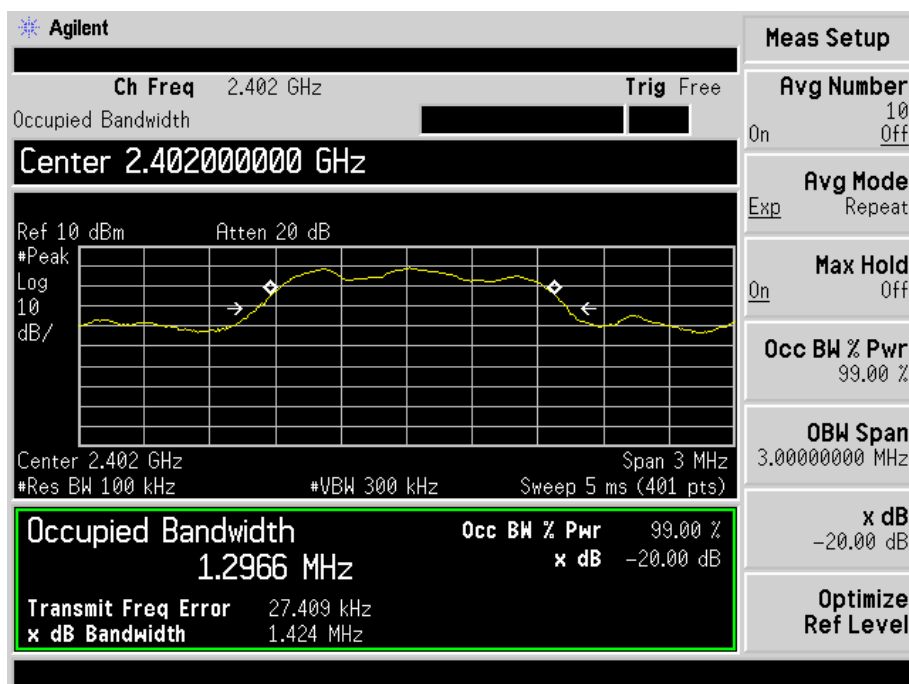 Agilent
Ch Freq 2.402 GHz Trig Free
Occupied Bandwidth
Center 2.402000000 GHz
Ref 10 dBm Atten 20 dB
#Peak
Log
10
dB/
Center 2.402 GHz Span 3 MHz
#Res BW 100 kHz #VBW 300 kHz Sweep 5 ms (401 pts)
Occupied Bandwidth Occ BW % Pwr 99.00 %
1.2966 MHz x dB -20.00 dB
Transmit Freq Error 27.409 kHz
x dB Bandwidth 1.424 MHz
Meas Setup
Avg Number
10
On Off
Avg Mode
Exp Repeat
Max Hold
On Off
Occ BW % Pwr
99.00 %
OBW Span
3.00000000 MHz
x dB
-20.00 dB
Optimize
Ref Level